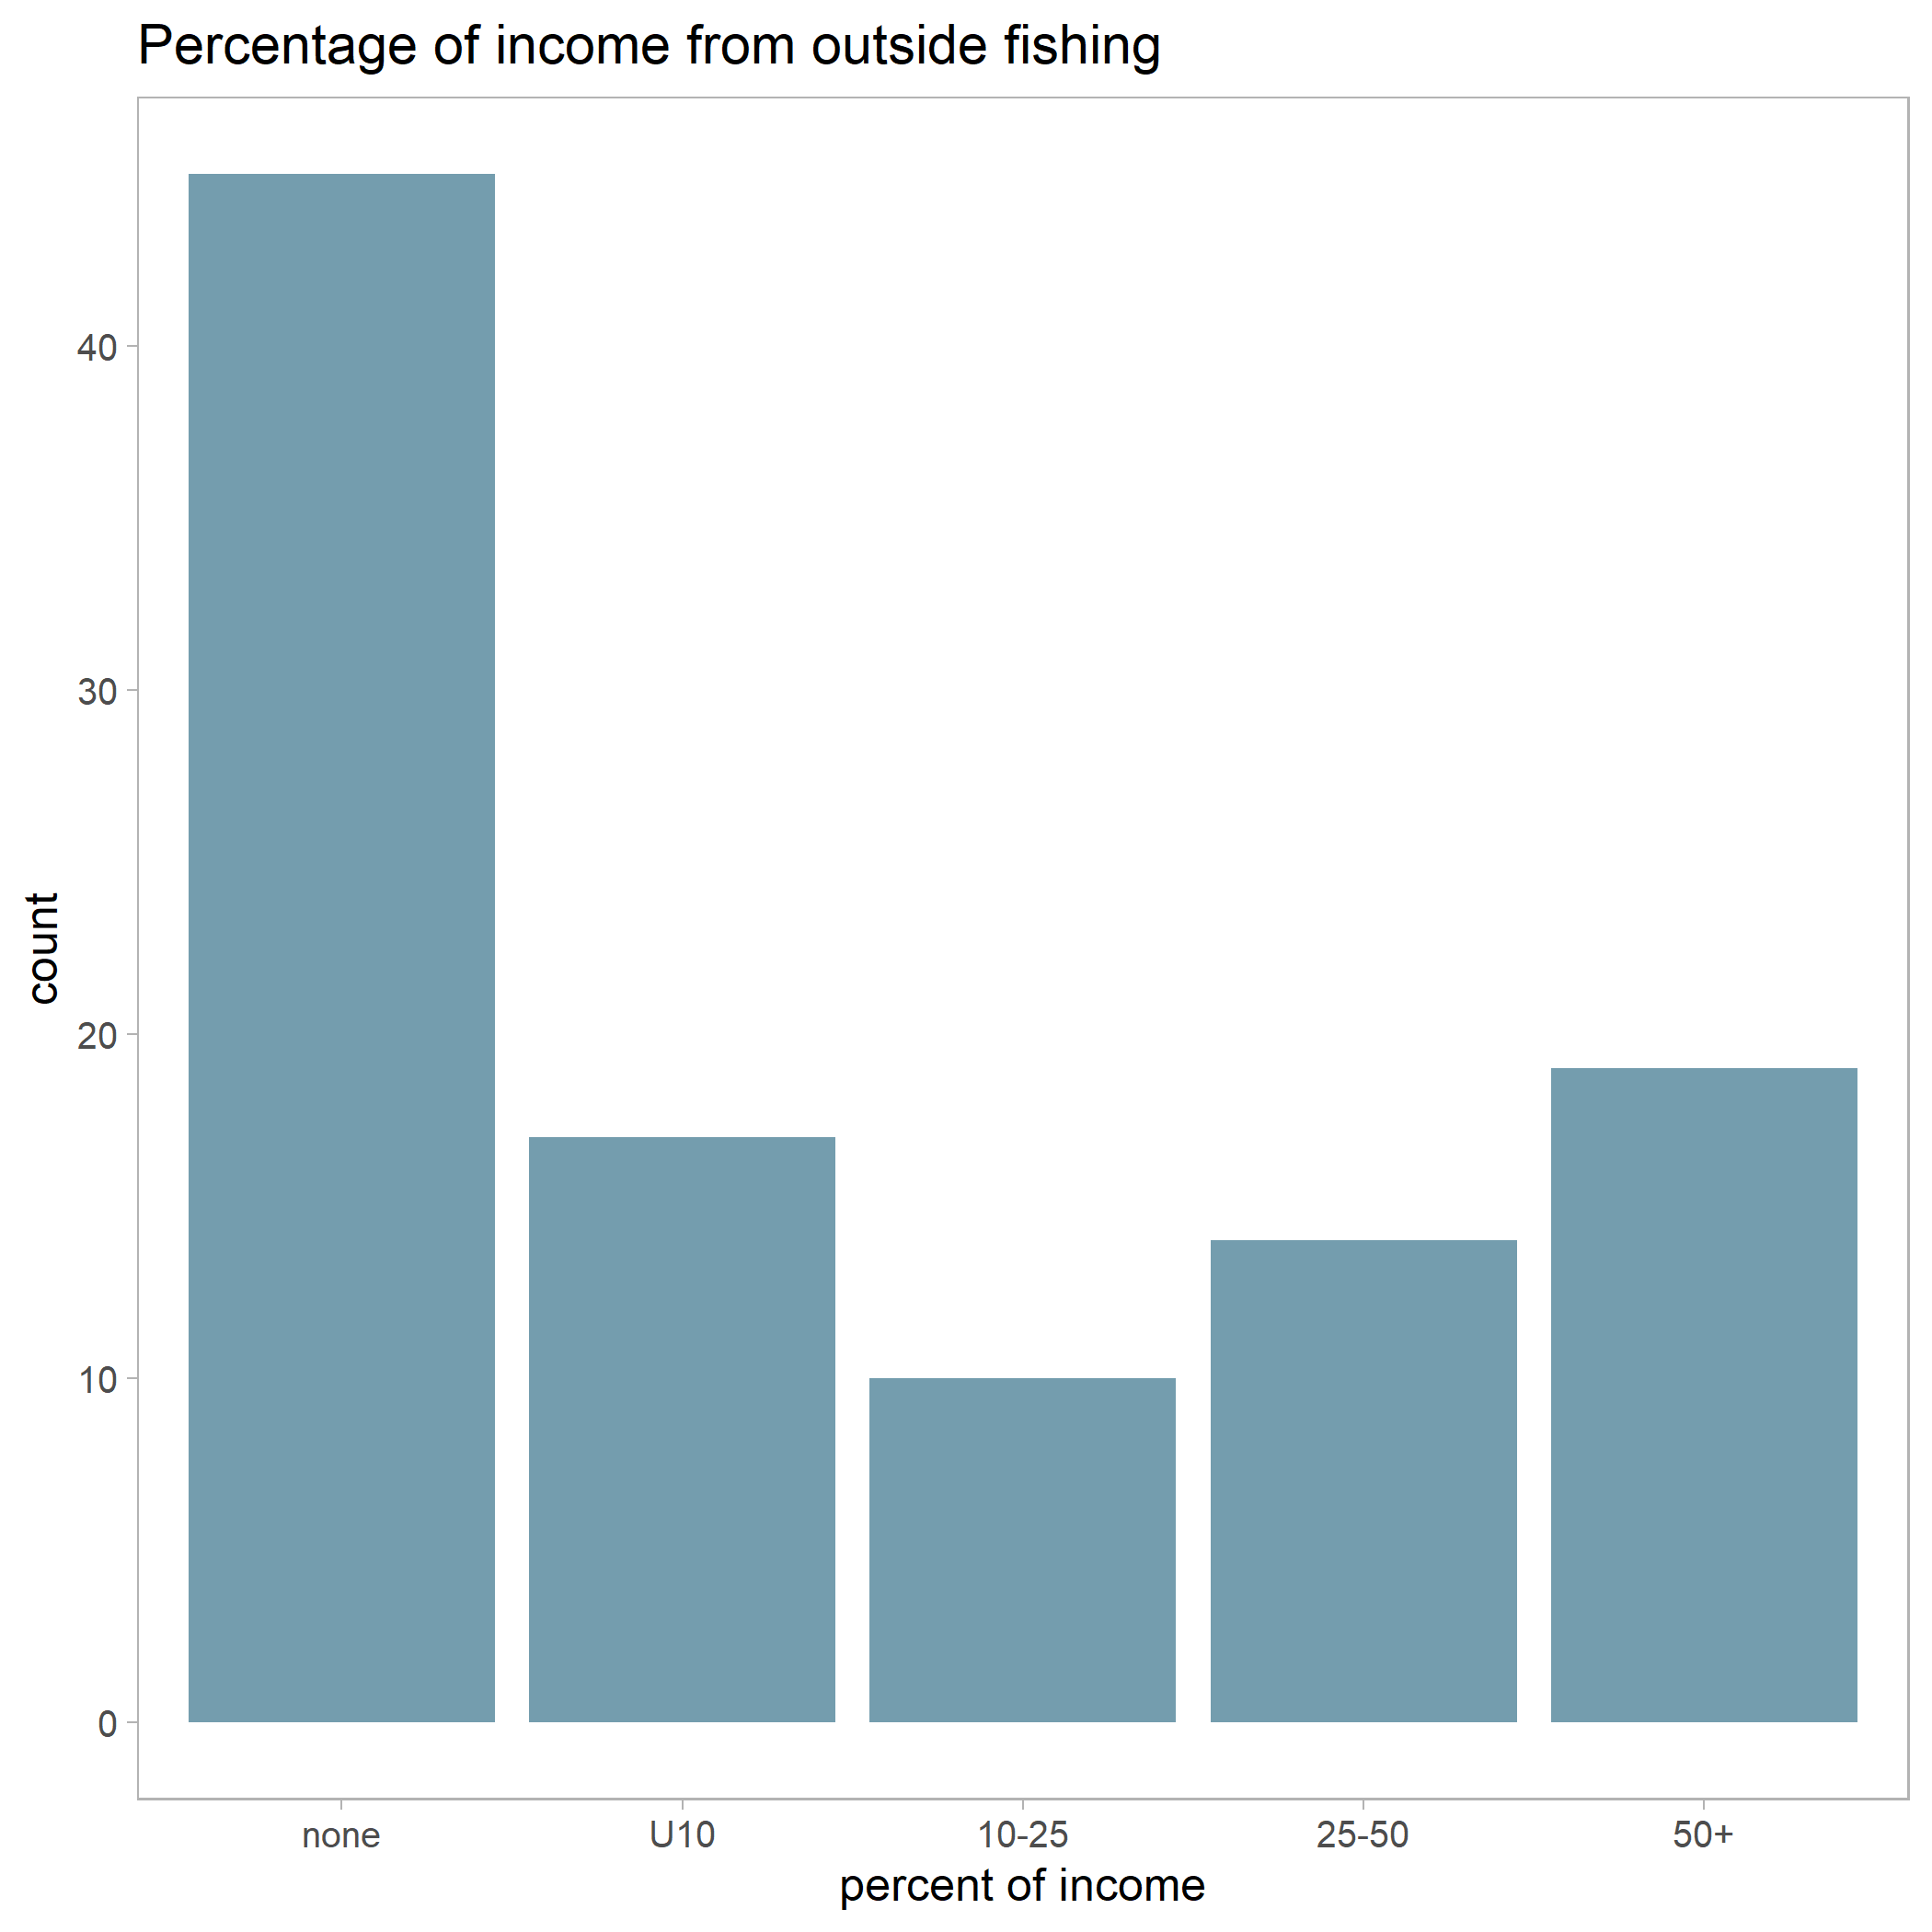 Percentage of income from outside fishing
count
40
30
20
10
0
none U10 10-25 25-50 50+
percent of income